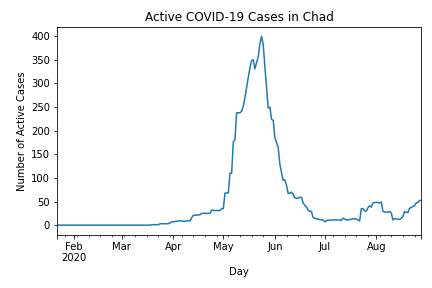 Active COVID-19 Cases in Chad
Number of Active Cases
400
350
300
250
200
150
100
50
0
Feb Mar Apr May Jun Jul Aug
2020
Day